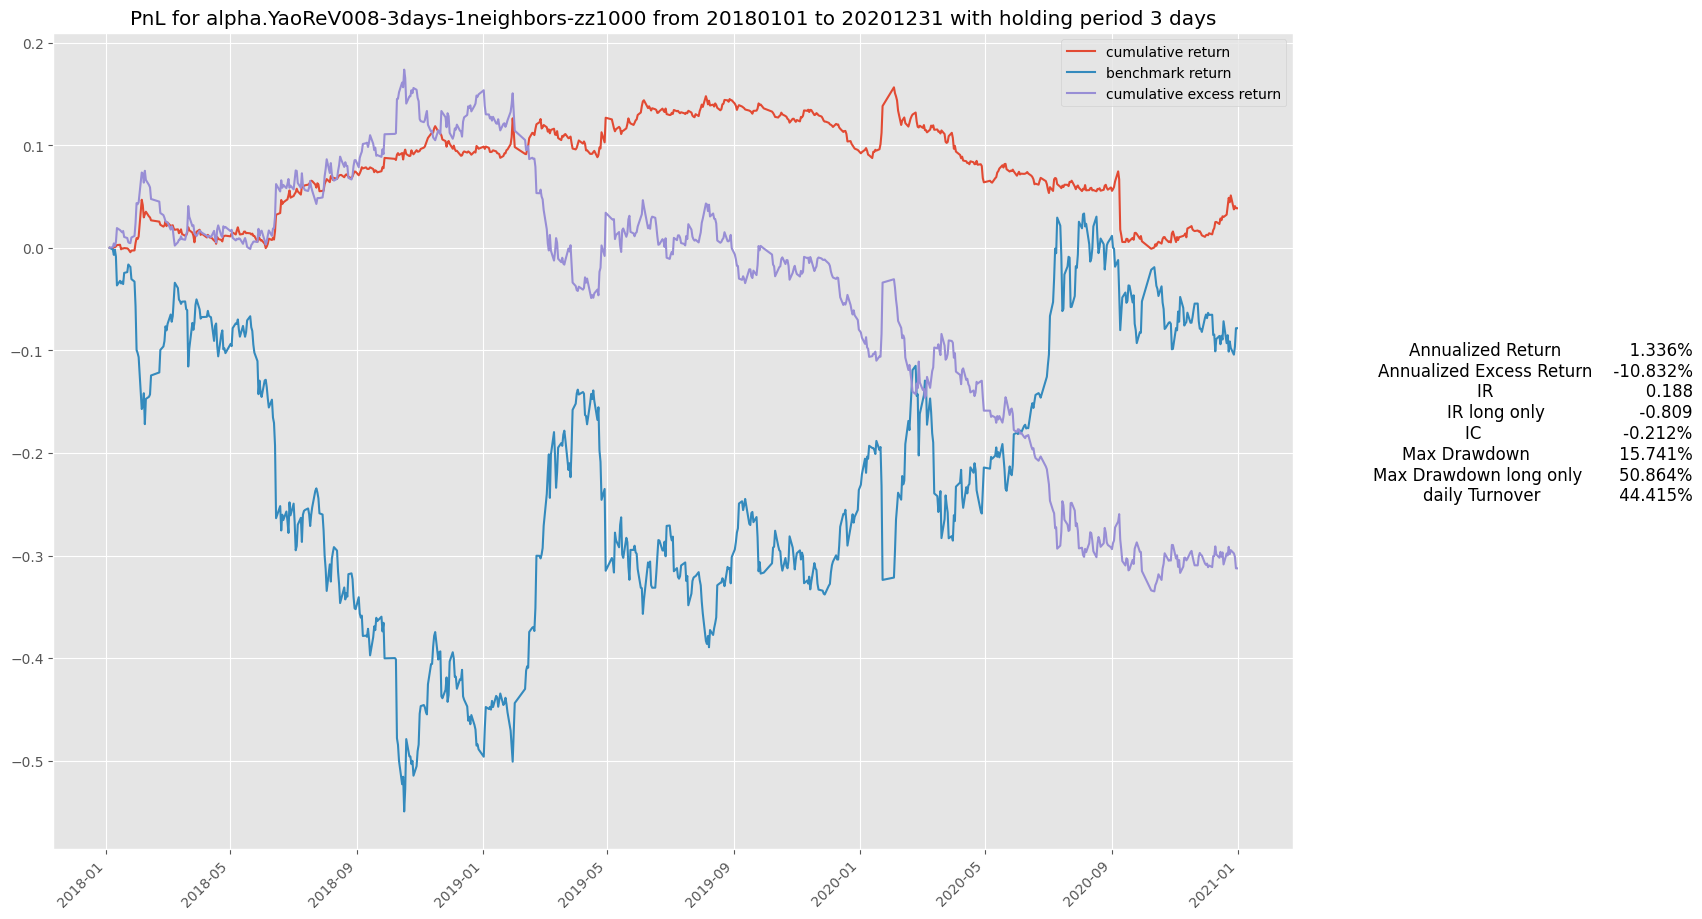 PnL for alpha.YaoReV008-3days-1neighbors-zz1000 from 20180101 to 20201231 with holding period 3 days
cumulative return
benchmark return
cumulative excess return
0.2
0.1
0.0
−0.1
−0.2
−0.3
−0.4
−0.5
2018-01
2018-05
2018-09
2019-01
2019-05
2019-09
2020-01
2020-05
2020-09
2021-01
Annualized Return 1.336%
Annualized Excess Return -10.832%
IR 0.188
IR long only -0.809
IC -0.212%
Max Drawdown 15.741%
Max Drawdown long only 50.864%
daily Turnover 44.415%